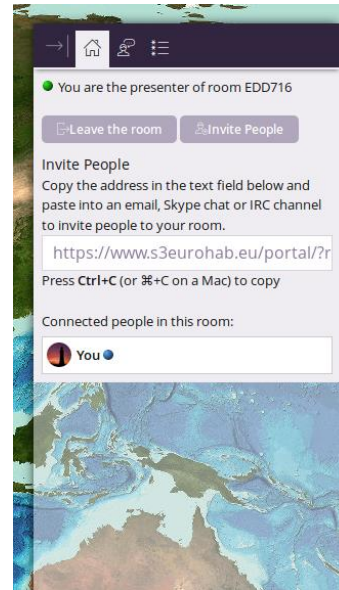 You are the presenter of room EDD716
Leave the room
Invite People
Invite People
Copy the address in the text field below and
paste into an email, Skype chat or IRC channel
to invite people to your room.
https://www.s3eurohab.eu/portal/?r
Press Ctrl+C (or ⌘+C on a Mac) to copy
Connected people in this room:
You